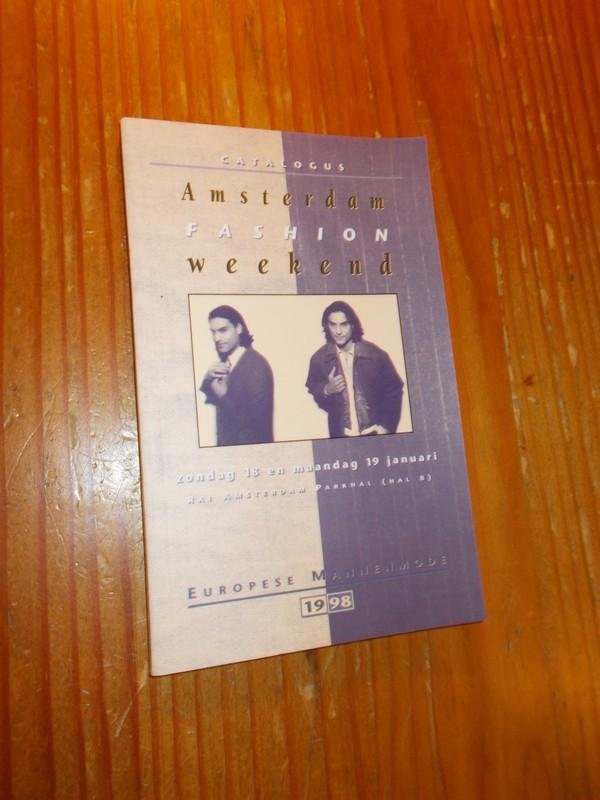 CATALOGUS
Amsterdam
FASHION
weekend
zondag 18 en maandag 19 januari
RAI AMSTERDAM PARKHAL (HAL 8)
EUROPESE MANNENMODE
1998